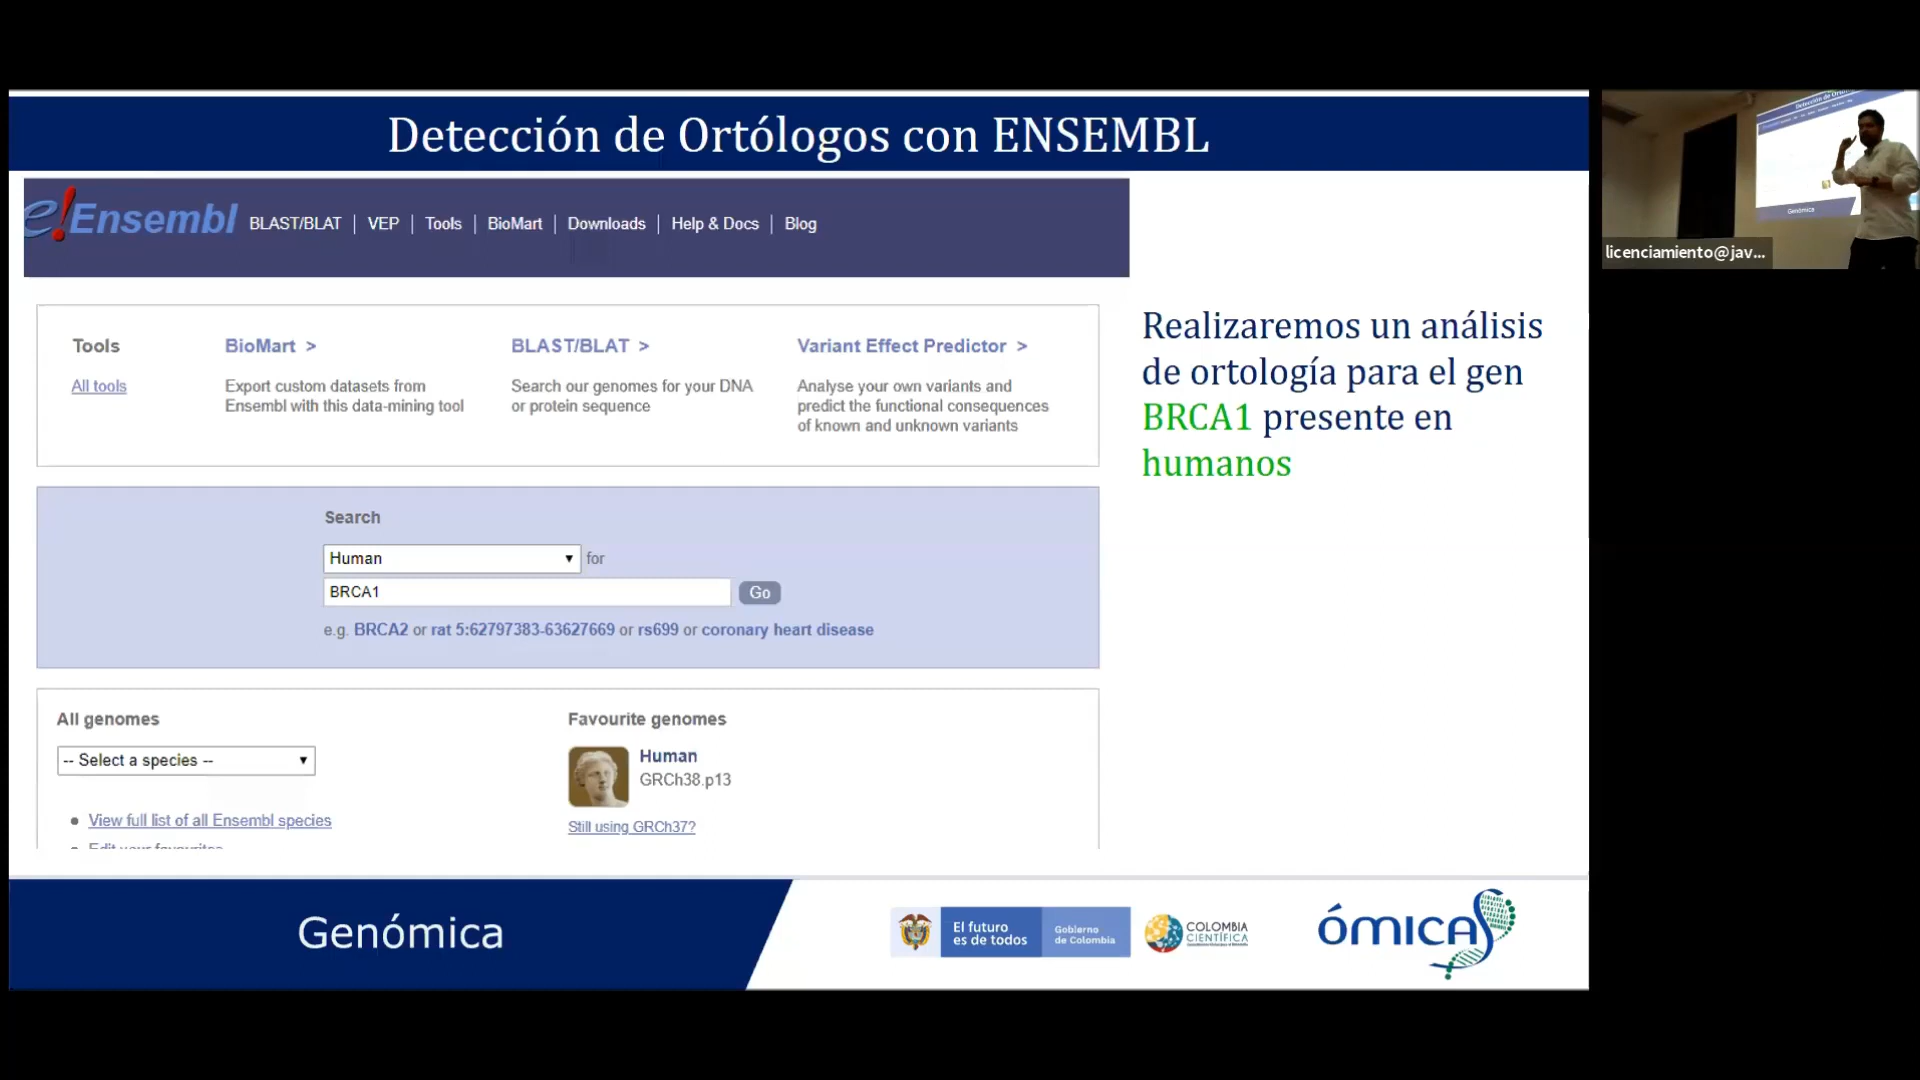 Detección de Ortólogos con ENSEMBL
e!Ensembl BLAST/BLAT | VEP | Tools | BioMart | Downloads | Help & Docs | Blog
Tools
All tools
BioMart >
Export custom datasets from
Ensembl with this data-mining tool
BLAST/BLAT >
Search our genomes for your DNA
or protein sequence
Variant Effect Predictor >
Analyse your own variants and
predict the functional consequences
of known and unknown variants
Realizaremos un análisis
de ortología para el gen
BRCA1 presente en
humanos
Search
Human for
BRCA1 Go
e.g. BRCA2 or rat 5:62797383-63627669 or rs699 or coronary heart disease
All genomes
-- Select a species --
View full list of all Ensembl species
Edit your favourites
Favourite genomes
Human
GRCh38.p13
Still using GRCh37?
Genómica
El futuro
es de todos
Gobierno
de Colombia
COLOMBIA
CIENTÍFICA
ómicas
licenciamiento@jav...
Genómica